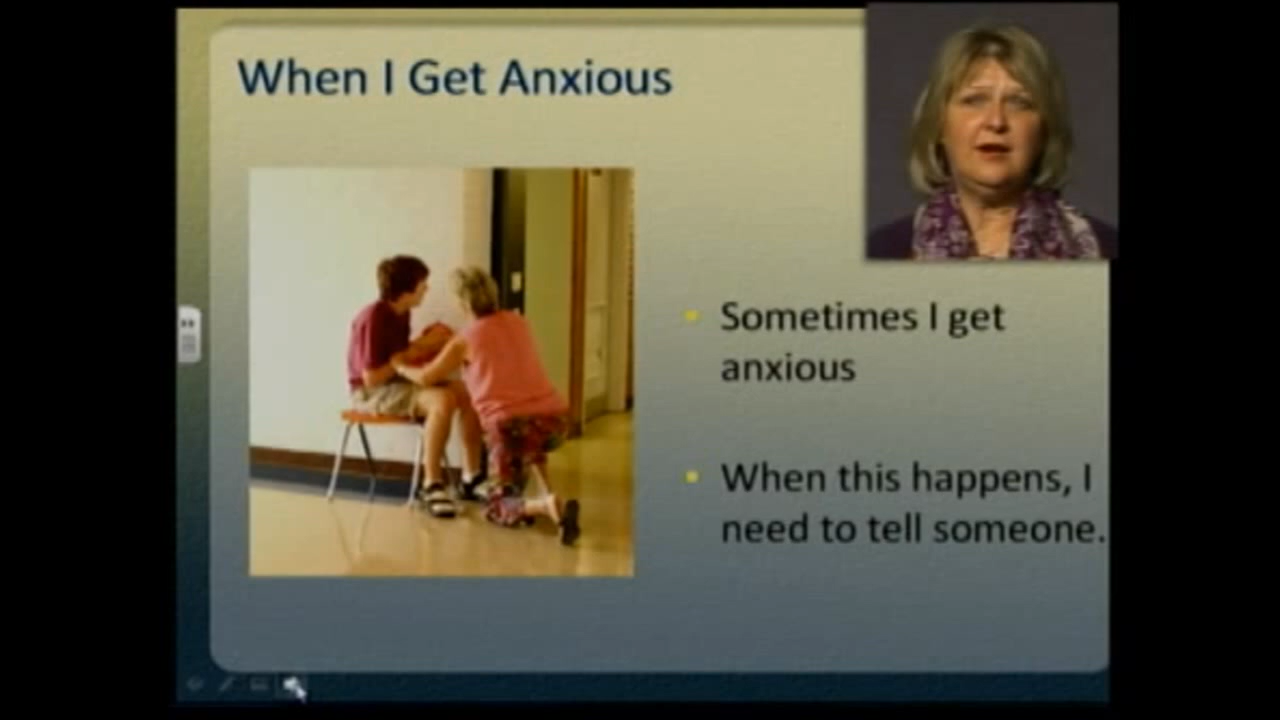 When I Get Anxious
Sometimes I get
anxious
When this happens, I
need to tell someone.